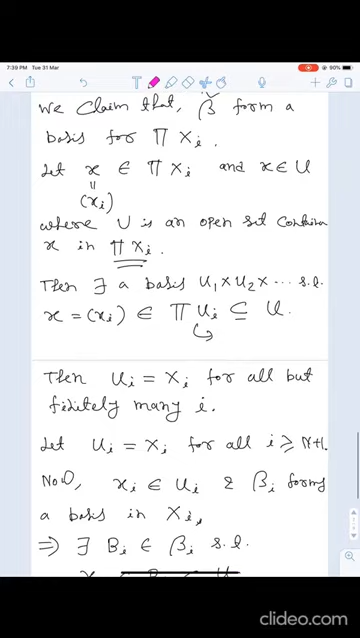 7:39 PM Tue 31 Mar
90%
We Claim that, β form a
basis for Π Xi.
Let x ∈ Π Xi and x ∈ U
"
(xi)
where U is an open set contains
x in Π Xi.
Then ∃ a basis U1 × U2 × ... s.t.
x = (xi) ∈ Π Ui ⊆ U.
Then Ui = Xi for all but
finitely many i.
Let Ui = Xi for all i ≥ N+1.
Now, xi ∈ Ui & βi forms
a basis in Xi,
⇒ ∃ Bi ∈ βi s.t.
clideo.com